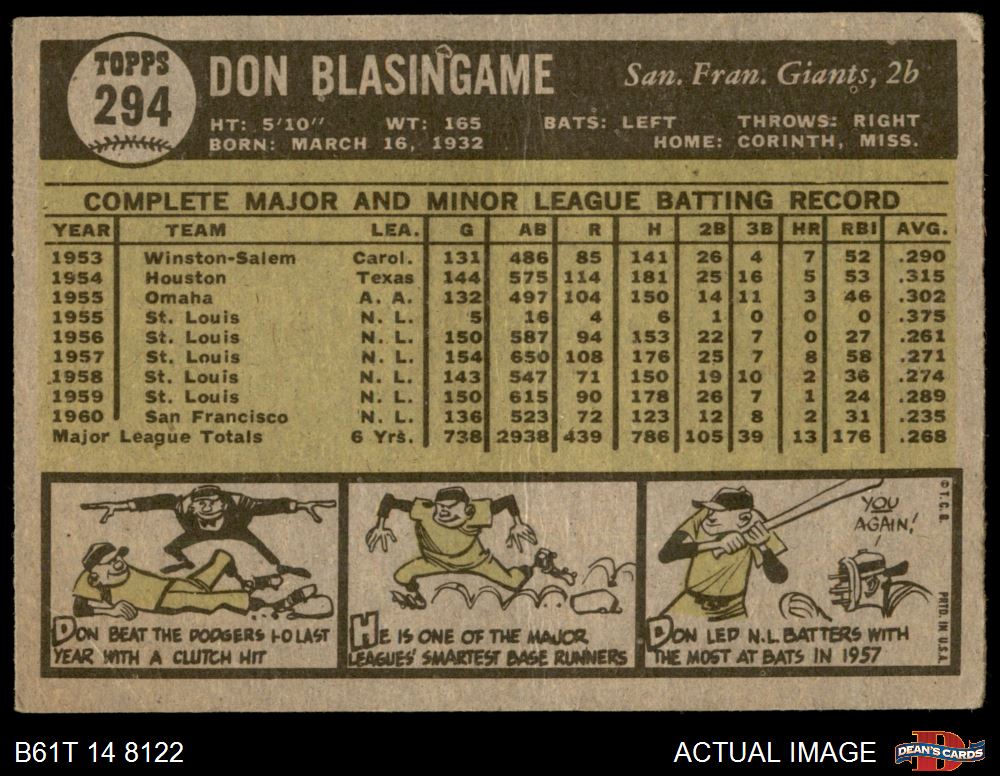 TOPPS
294
DON BLASINGAME
San. Fran. Giants, 2b
HT: 5'10" WT: 165 BATS: LEFT THROWS: RIGHT
BORN: MARCH 16, 1932 HOME: CORINTH, MISS.
COMPLETE MAJOR AND MINOR LEAGUE BATTING RECORD
YEAR TEAM LEA. G AB R H 2B 3B HR RBI AVG.
1953 Winston-Salem Carol. 131 486 85 141 26 4 7 52 .290
1954 Houston Texas 144 575 114 181 25 16 5 53 .315
1955 Omaha A. A. 132 497 104 150 14 11 3 46 .302
1955 St. Louis N. L. 5 16 4 6 1 0 0 0 .375
1956 St. Louis N. L. 150 587 94 153 22 7 0 27 .261
1957 St. Louis N. L. 154 650 108 176 25 7 8 58 .271
1958 St. Louis N. L. 143 547 71 150 19 10 2 36 .274
1959 St. Louis N. L. 150 615 90 178 26 7 1 24 .289
1960 San Francisco N. L. 136 523 72 123 12 8 2 31 .235
Major League Totals 6 Yrs. 738 2938 439 786 105 39 13 176 .268
DON BEAT THE DODGERS 1-0 LAST
YEAR WITH A CLUTCH HIT
HE IS ONE OF THE MAJOR
LEAGUES' SMARTEST BASE RUNNERS
YOU
AGAIN!
DON LED N.L. BATTERS WITH
THE MOST AT BATS IN 1957
© T. C. G.
PRTD. IN U.S.A.
B61T 14 8122
ACTUAL IMAGE
DEAN'S CARDS